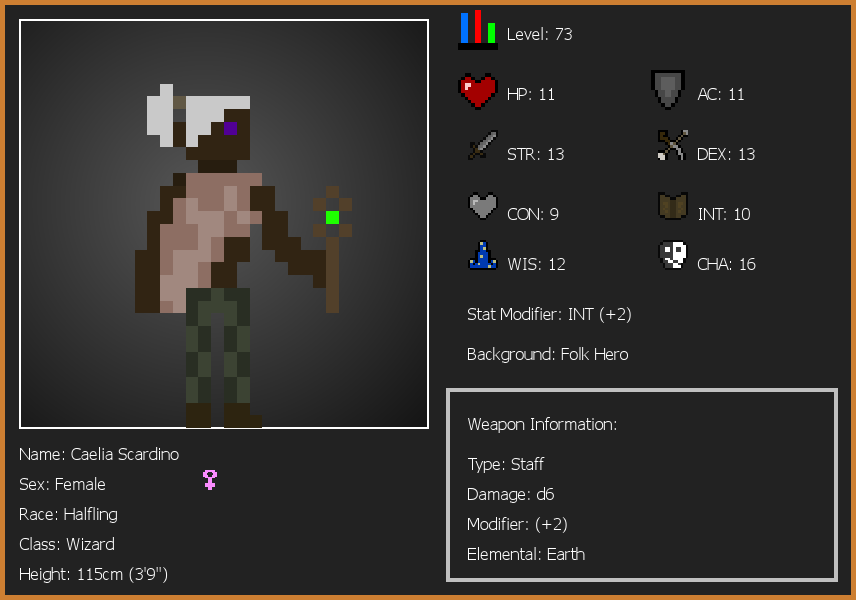 Level: 73
HP: 11
AC: 11
STR: 13
DEX: 13
CON: 9
INT: 10
WIS: 12
CHA: 16
Stat Modifier: INT (+2)
Background: Folk Hero
Weapon Information:
Type: Staff
Damage: d6
Modifier: (+2)
Elemental: Earth
Name: Caelia Scardino
Sex: Female
Race: Halfling
Class: Wizard
Height: 115cm (3'9")